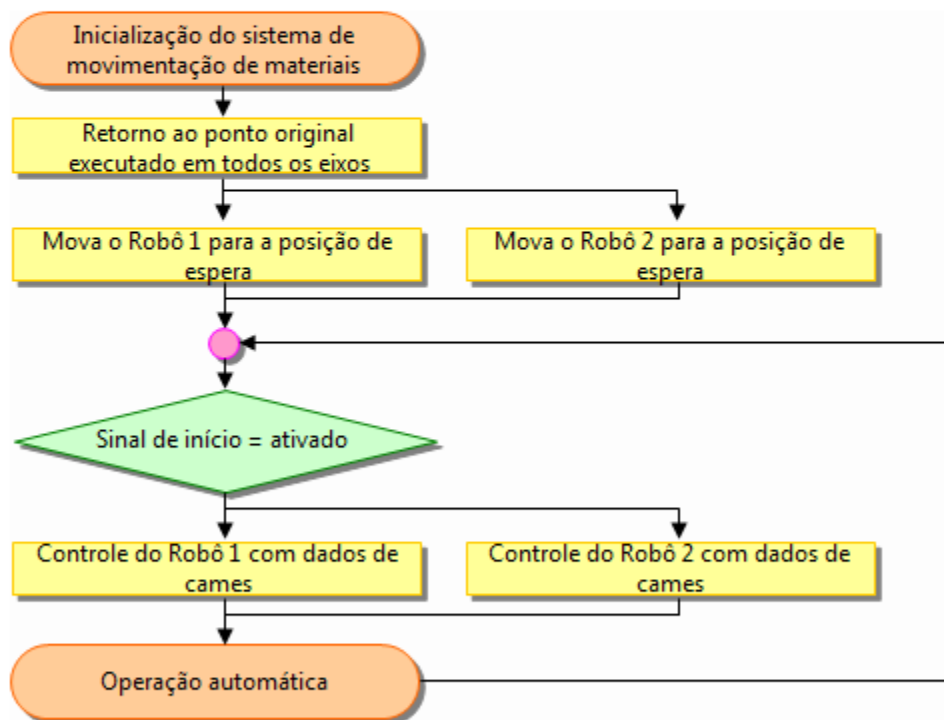 Inicialização do sistema de
movimentação de materiais
Retorno ao ponto original
executado em todos os eixos
Mova o Robô 1 para a posição de
espera
Mova o Robô 2 para a posição de
espera
Sinal de início = ativado
Controle do Robô 1 com dados de
cames
Controle do Robô 2 com dados de
cames
Operação automática